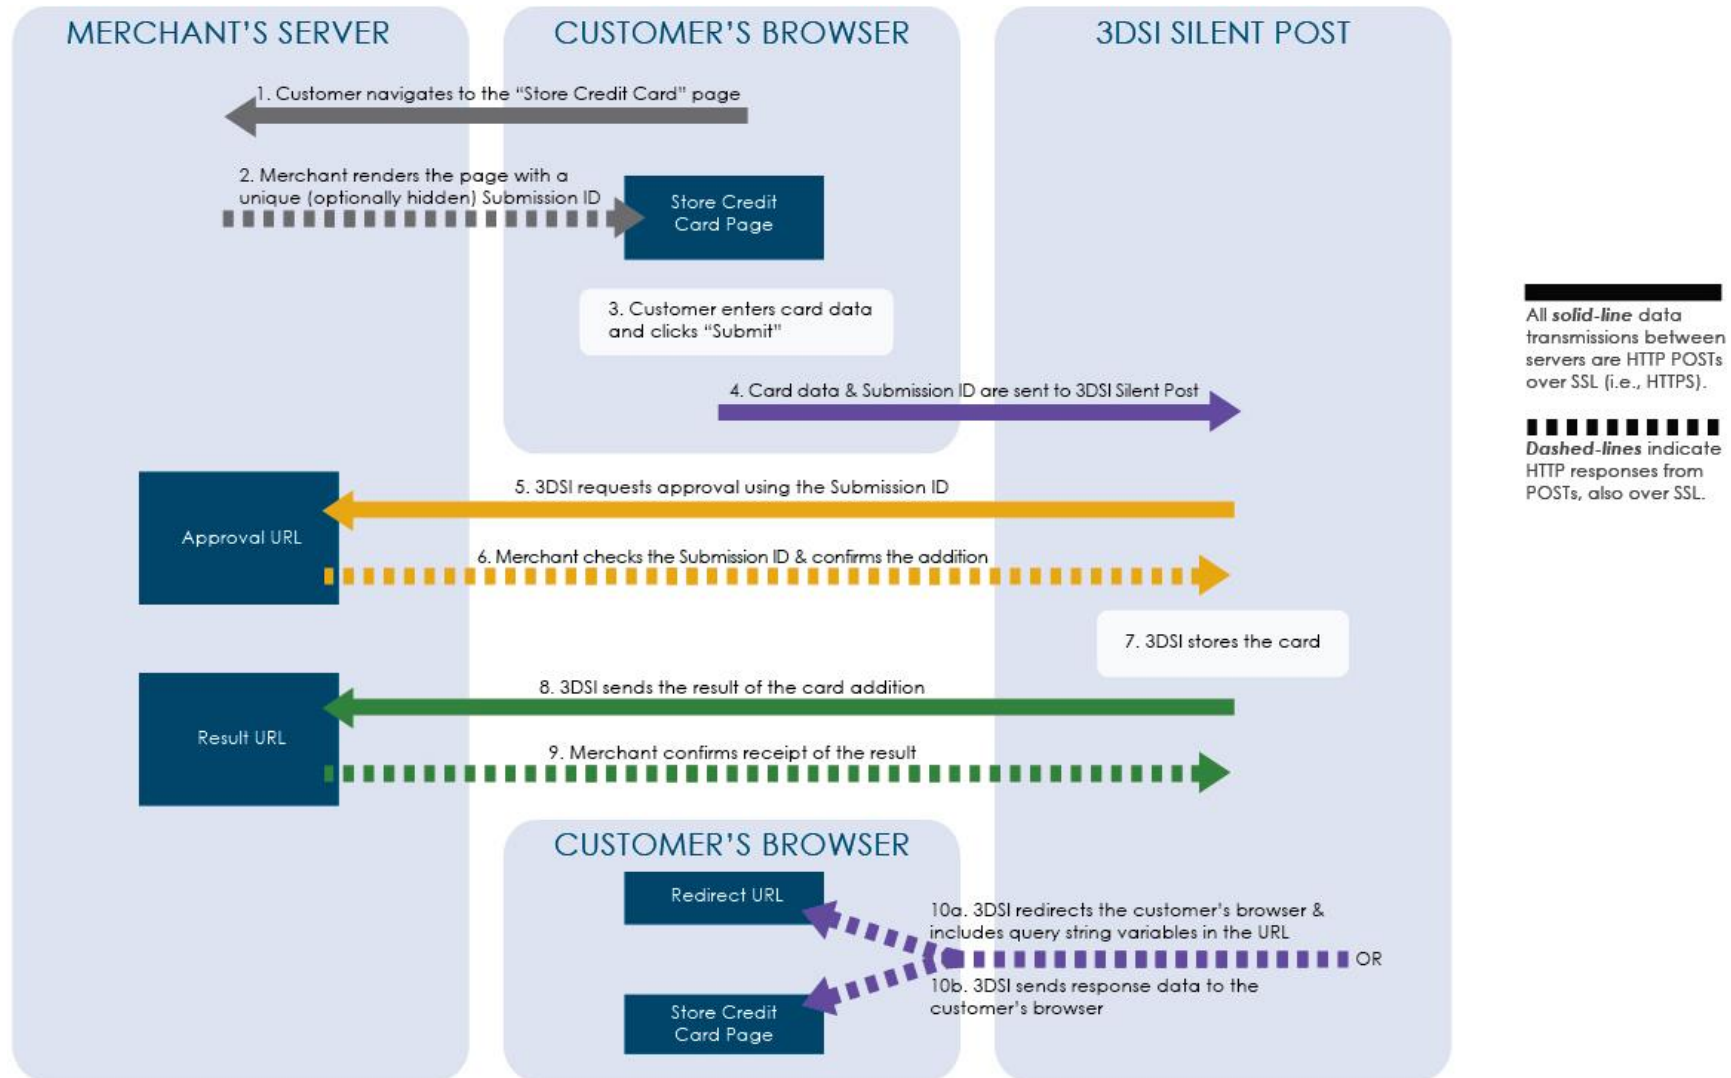 MERCHANT'S SERVER
CUSTOMER'S BROWSER
3DSI SILENT POST
1. Customer navigates to the “Store Credit Card” page
2. Merchant renders the page with a
unique (optionally hidden) Submission ID
Store Credit
Card Page
3. Customer enters card data
and clicks “Submit”
4. Card data & Submission ID are sent to 3DSI Silent Post
5. 3DSI requests approval using the Submission ID
Approval URL
6. Merchant checks the Submission ID & confirms the addition
7. 3DSI stores the card
8. 3DSI sends the result of the card addition
Result URL
9. Merchant confirms receipt of the result
CUSTOMER'S BROWSER
Redirect URL
10a. 3DSI redirects the customer's browser &
includes query string variables in the URL
OR
10b. 3DSI sends response data to the
customer's browser
Store Credit
Card Page
All solid-line data
transmissions between
servers are HTTP POSTs
over SSL (i.e., HTTPS).
Dashed-lines indicate
HTTP responses from
POSTs, also over SSL.